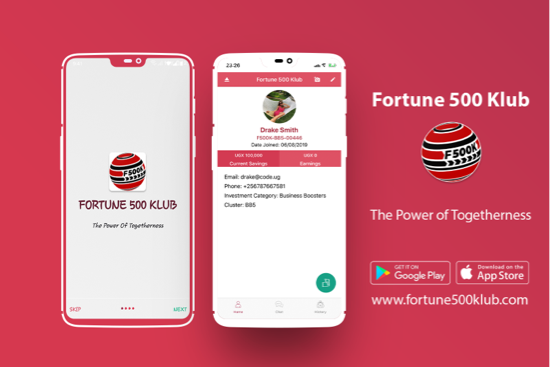 F500K
FORTUNE 500 KLUB
The Power Of Togetherness
SKIP
NEXT
23:26
Fortune 500 Klub
Drake Smith
F500K-BBS-00446
Date Joined: 06/08/2019
UGX 100,000
Current Savings
UGX 0
Earnings
Email: drake@code.ug
Phone: +256787667581
Investment Category: Business Boosters
Cluster: BB5
Home
History
Fortune 500 Klub
F500K
The Power of Togetherness
GET IT ON
Google Play
Download on the
App Store
www.fortune500klub.com